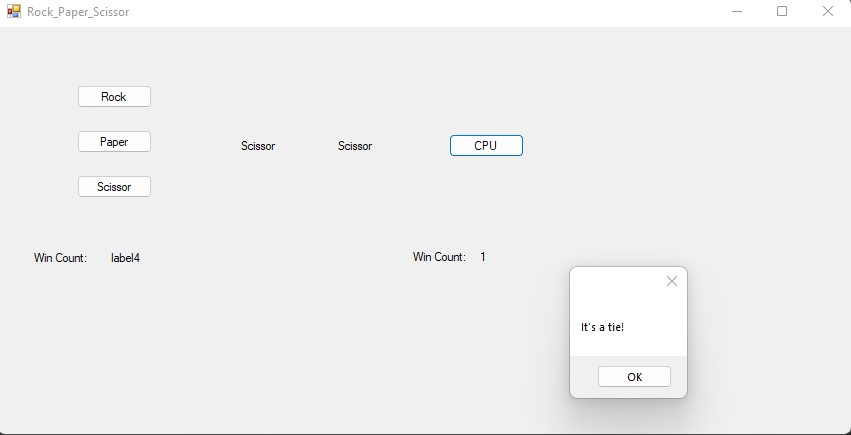 Rock_Paper_Scissor
Rock
Paper
Scissor Scissor CPU
Scissor
Win Count: label4 Win Count: 1
It's a tie!
OK